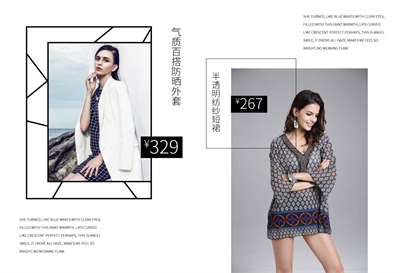 SHE TURNED, LIKE BLUE WAVES WITH CLEAR EYES,
FILLED WITH THIS FAINT WARMTH, LIPS CURVED
LIKE CRESCENT PERFECT PERHAPS, THIS IS ANGEL
SMILE, IT DROVE ALL HAZE, MAKES ME FEEL SO
BRIGHT, NO MEANING FLAW.
气质百搭防晒外套
¥329
半透明纺纱短裙
¥267
SHE TURNED, LIKE BLUE WAVES WITH CLEAR EYES,
FILLED WITH THIS FAINT WARMTH, LIPS CURVED
LIKE CRESCENT PERFECT PERHAPS, THIS IS ANGEL
SMILE, IT DROVE ALL HAZE, MAKES ME FEEL SO
BRIGHT, NO MEANING FLAW.